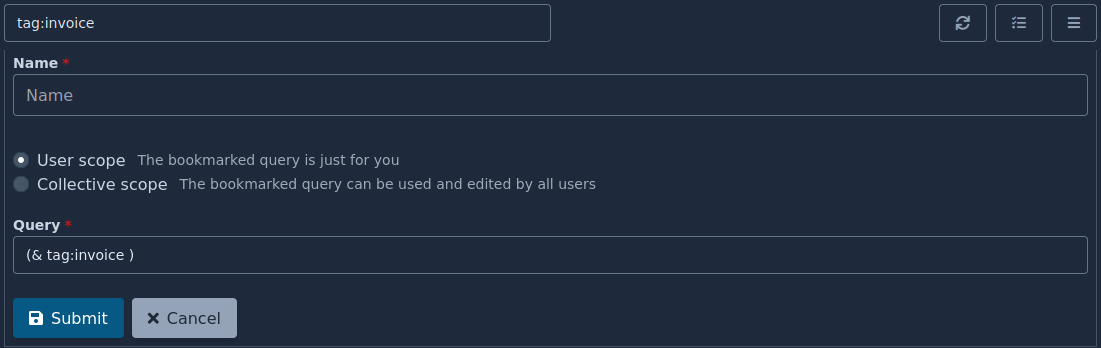 tag:invoice
Name *
Name
User scope The bookmarked query is just for you
Collective scope The bookmarked query can be used and edited by all users
Query *
(& tag:invoice )
Submit Cancel